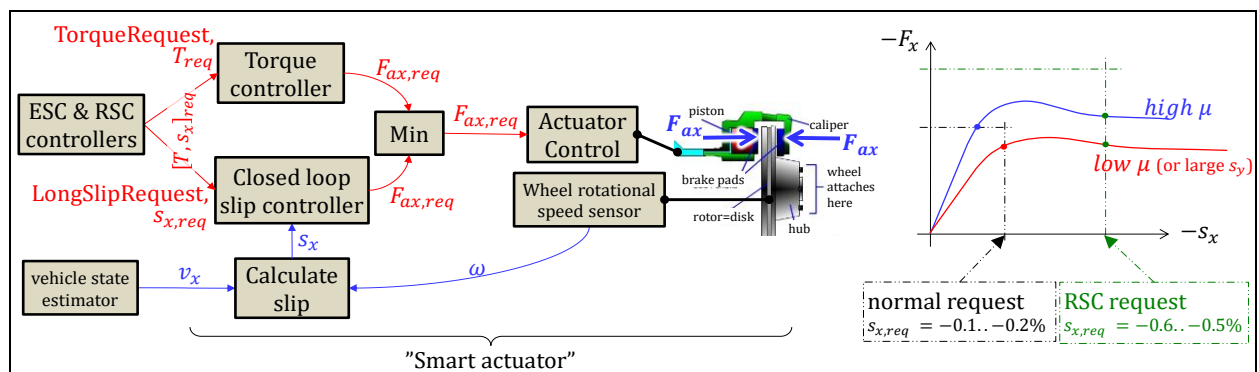 TorqueRequest,
T_req
ESC & RSC
controllers
[T, s_x]_req
LongSlipRequest,
s_x,req
Torque
controller
F_ax,req
Closed loop
slip controller
F_ax,req
Min
F_ax,req
Actuator
Control
piston
caliper
F_ax
F_ax
brake pads
rotor=disk
hub
wheel
attaches
here
Wheel rotational
speed sensor
s_x
vehicle state
estimator
v_x
Calculate
slip
ω
"Smart actuator"
−F_x
high μ
low μ (or large s_y)
−s_x
normal request
s_x,req = −0.1..−0.2%
RSC request
s_x,req = −0.6..−0.5%